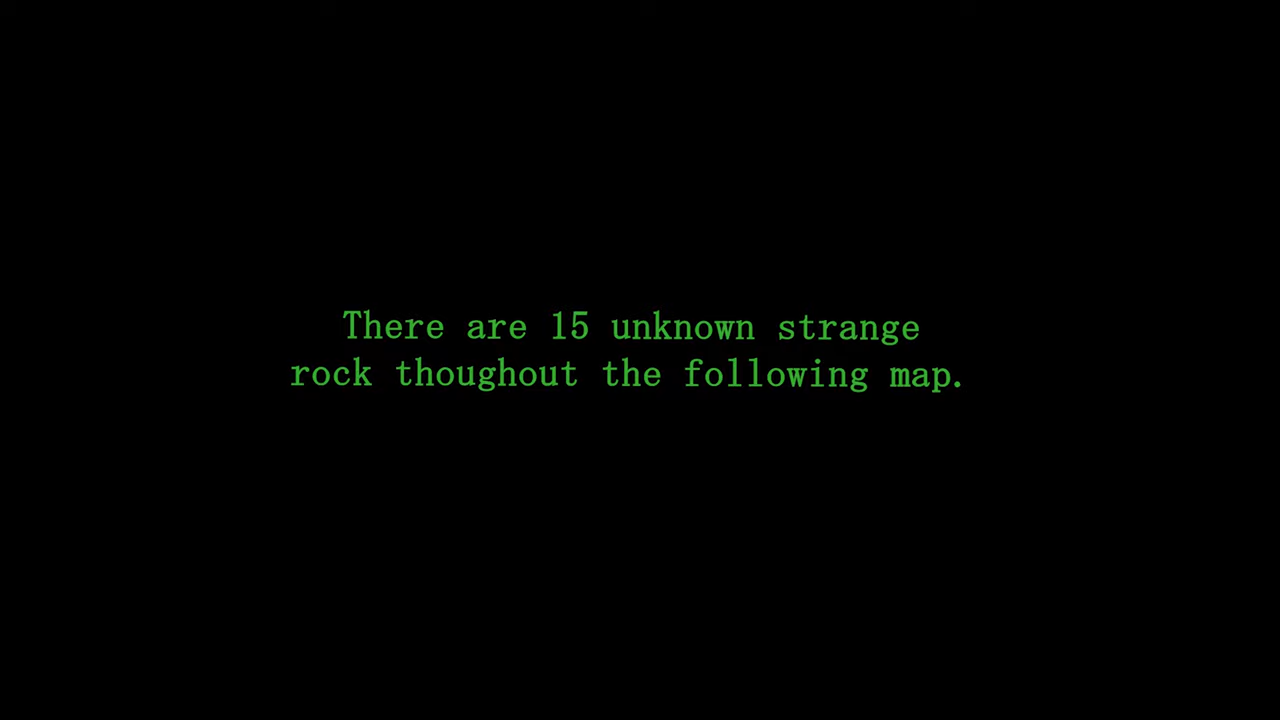 There are 15 unknown strange
rock thoughout the following map.